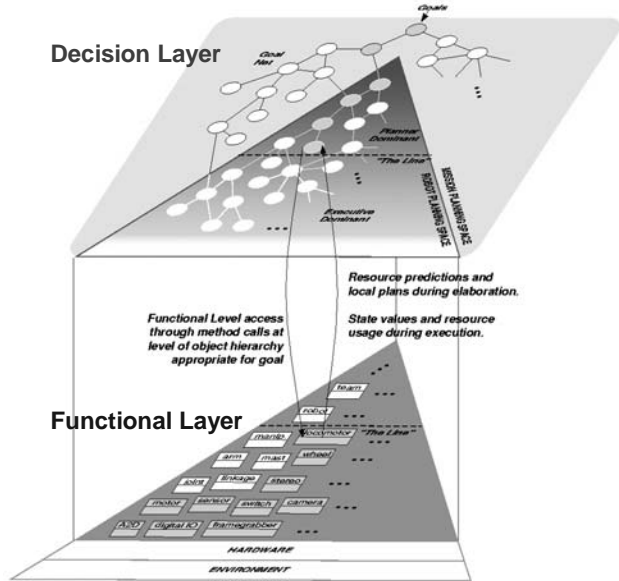 Goals
Decision Layer
Goal
Net
Planner
Dominant
"The Line"
MISSION PLANNING SPACE
ROBOT PLANNING SPACE
Executive
Dominant
Resource predictions and
local plans during elaboration.
Functional Level access
through method calls at
level of object hierarchy
appropriate for goal
State values and resource
usage during execution.
team
Functional Layer
robot
"The Line"
manip
locomotor
arm
mast
wheel
joint
linkage
stereo
motor
sensor
switch
camera
A2D
digital IO
framegrabber
HARDWARE
ENVIRONMENT